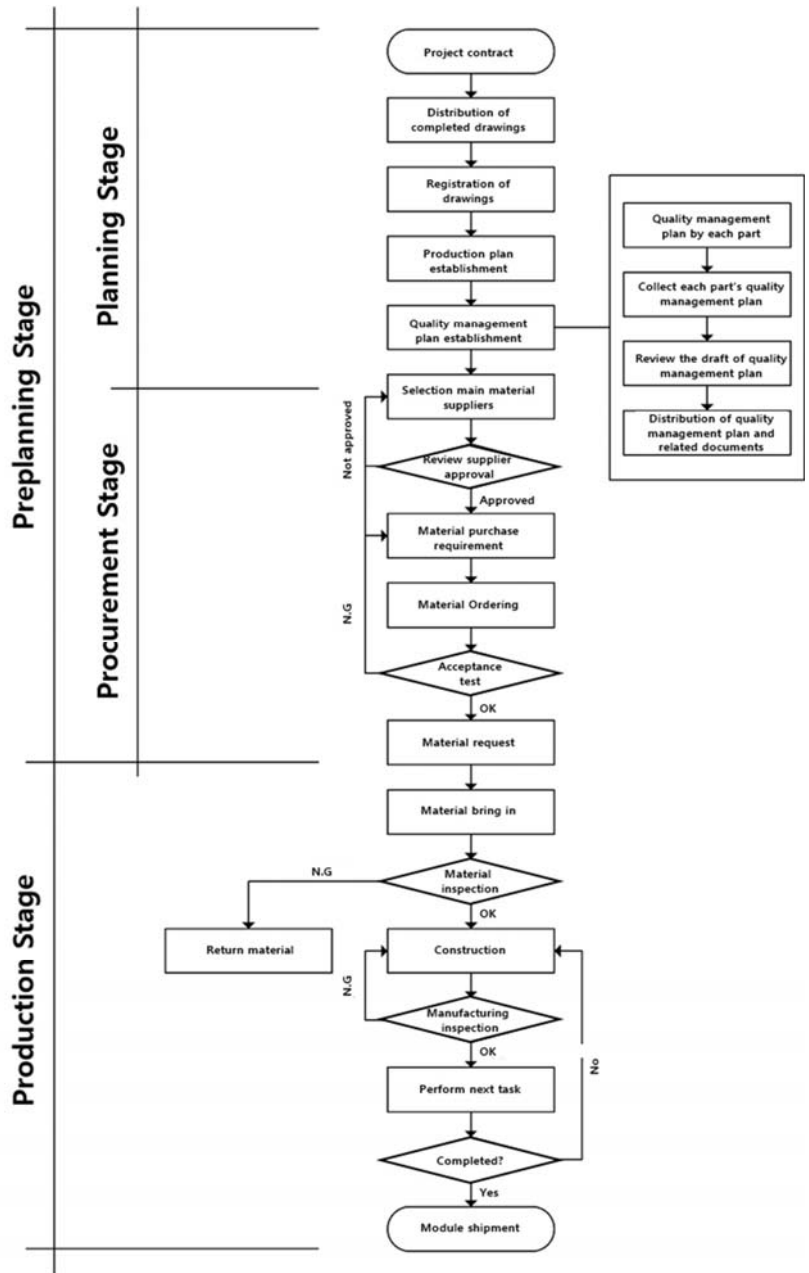 Preplanning Stage
Planning Stage
Procurement Stage
Production Stage
Project contract
Distribution of
completed drawings
Registration of
drawings
Production plan
establishment
Quality management
plan establishment
Quality management
plan by each part
Collect each part's quality
management plan
Review the draft of quality
management plan
Distribution of quality
management plan and
related documents
Selection main material
suppliers
Not approved
Review supplier
approval
Approved
Material purchase
requirement
Material Ordering
N.G
Acceptance
test
OK
Material request
Material bring in
N.G
Material
inspection
OK
Return material
Construction
N.G
Manufacturing
inspection
OK
Perform next task
No
Completed?
Yes
Module shipment